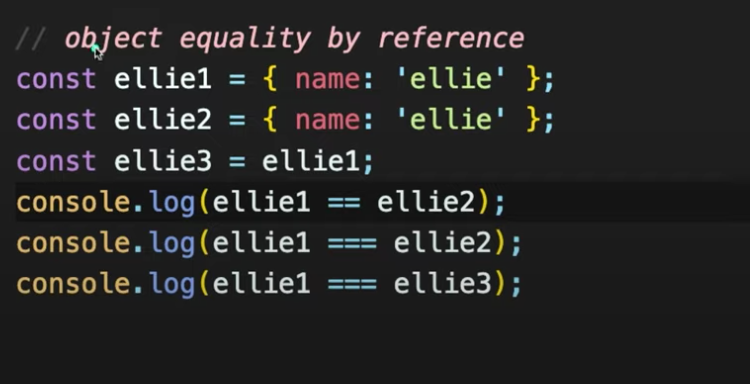 // object equality by reference
const ellie1 = { name: 'ellie' };
const ellie2 = { name: 'ellie' };
const ellie3 = ellie1;
console.log(ellie1 == ellie2);
console.log(ellie1 === ellie2);
console.log(ellie1 === ellie3);